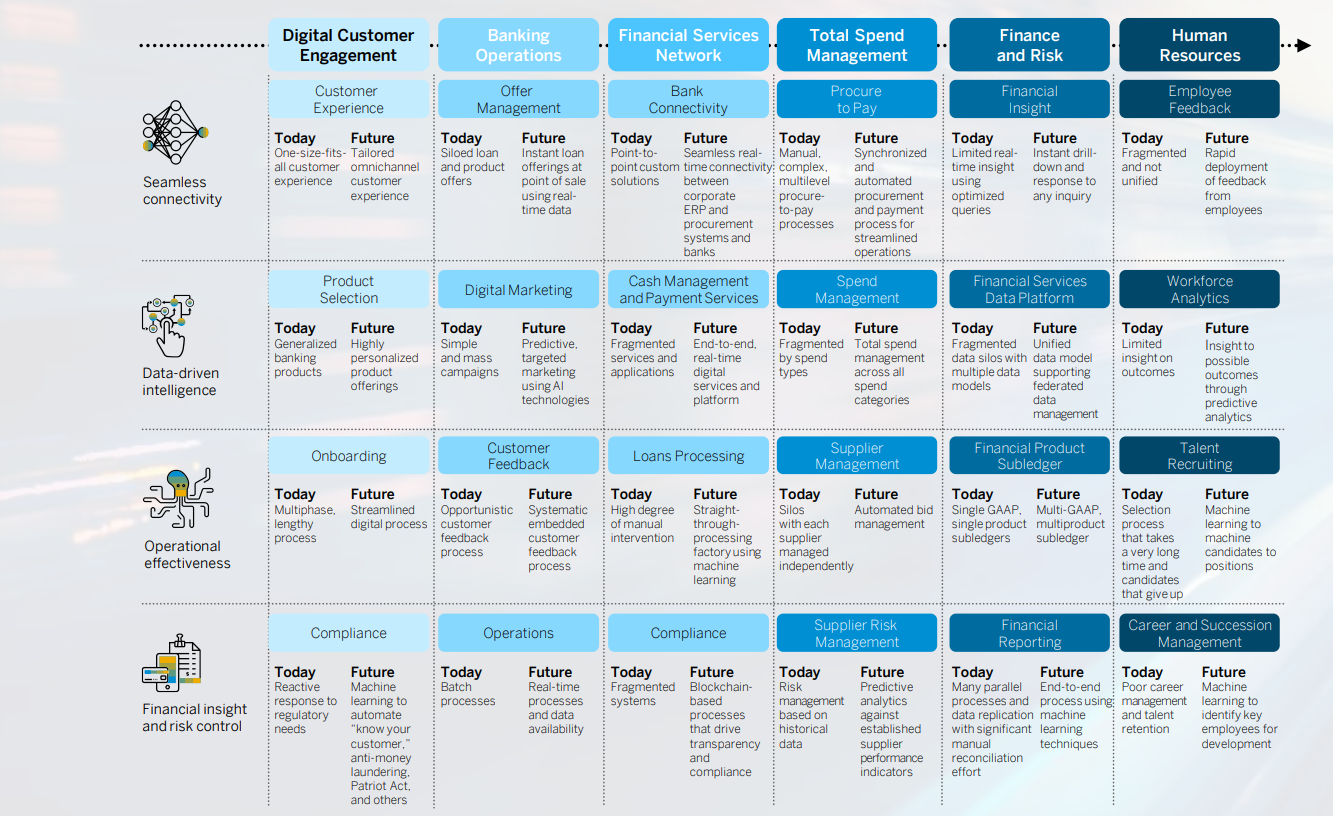 Digital Customer
Engagement
Banking
Operations
Financial Services
Network
Total Spend
Management
Finance
and Risk
Human
Resources
Seamless
connectivity
Customer
Experience
Today
One-size-fits-
all customer
experience
Future
Tailored
omnichannel
customer
experience
Offer
Management
Today
Siloed loan
and product
offers
Future
Instant loan
offerings at
point of sale
using real-
time data
Bank
Connectivity
Today
Point-to-
point custom
solutions
Future
Seamless real-
time connectivity
between
corporate
ERP and
procurement
systems and
banks
Procure
to Pay
Today
Manual,
complex,
multilevel
procure-
to-pay
processes
Future
Synchronized
and
automated
procurement
and payment
process for
streamlined
operations
Financial
Insight
Today
Limited real-
time insight
using
optimized
queries
Future
Instant drill-
down and
response to
any inquiry
Employee
Feedback
Today
Fragmented
and not
unified
Future
Rapid
deployment
of feedback
from
employees
Data-driven
intelligence
Product
Selection
Today
Generalized
banking
products
Future
Highly
personalized
product
offerings
Digital Marketing
Today
Simple
and mass
campaigns
Future
Predictive,
targeted
marketing
using AI
technologies
Cash Management
and Payment Services
Today
Fragmented
services and
applications
Future
End-to-end,
real-time
digital
services and
platform
Spend
Management
Today
Fragmented
by spend
types
Future
Total spend
management
across all
spend
categories
Financial Services
Data Platform
Today
Fragmented
data silos with
multiple data
models
Future
Unified
data model
supporting
federated
data
management
Workforce
Analytics
Today
Limited
insight on
outcomes
Future
Insight to
possible
outcomes
through
predictive
analytics
Operational
effectiveness
Onboarding
Today
Multiphase,
lengthy
process
Future
Streamlined
digital process
Customer
Feedback
Today
Opportunistic
customer
feedback
process
Future
Systematic
embedded
customer
feedback
process
Loans Processing
Today
High degree
of manual
intervention
Future
Straight-
through-
processing
factory using
machine
learning
Supplier
Management
Today
Silos
with each
supplier
managed
independently
Future
Automated bid
management
Financial Product
Subledger
Today
Single GAAP,
single product
subledgers
Future
Multi-GAAP,
multiproduct
subledger
Talent
Recruiting
Today
Selection
process
that takes
a very long
time and
candidates
that give up
Future
Machine
learning to
machine
candidates to
positions
Financial insight
and risk control
Compliance
Today
Reactive
response to
regulatory
needs
Future
Machine
learning to
automate
“know your
customer,”
anti-money
laundering,
Patriot Act,
and others
Operations
Today
Batch
processes
Future
Real-time
processes
and data
availability
Compliance
Today
Fragmented
systems
Future
Blockchain-
based
processes
that drive
transparency
and
compliance
Supplier Risk
Management
Today
Risk
management
based on
historical
data
Future
Predictive
analytics
against
established
supplier
performance
indicators
Financial
Reporting
Today
Many parallel
processes and
data replication
with significant
manual
reconciliation
effort
Future
End-to-end
process using
machine
learning
techniques
Career and Succession
Management
Today
Poor career
management
and talent
retention
Future
Machine
learning to
identify key
employees for
development